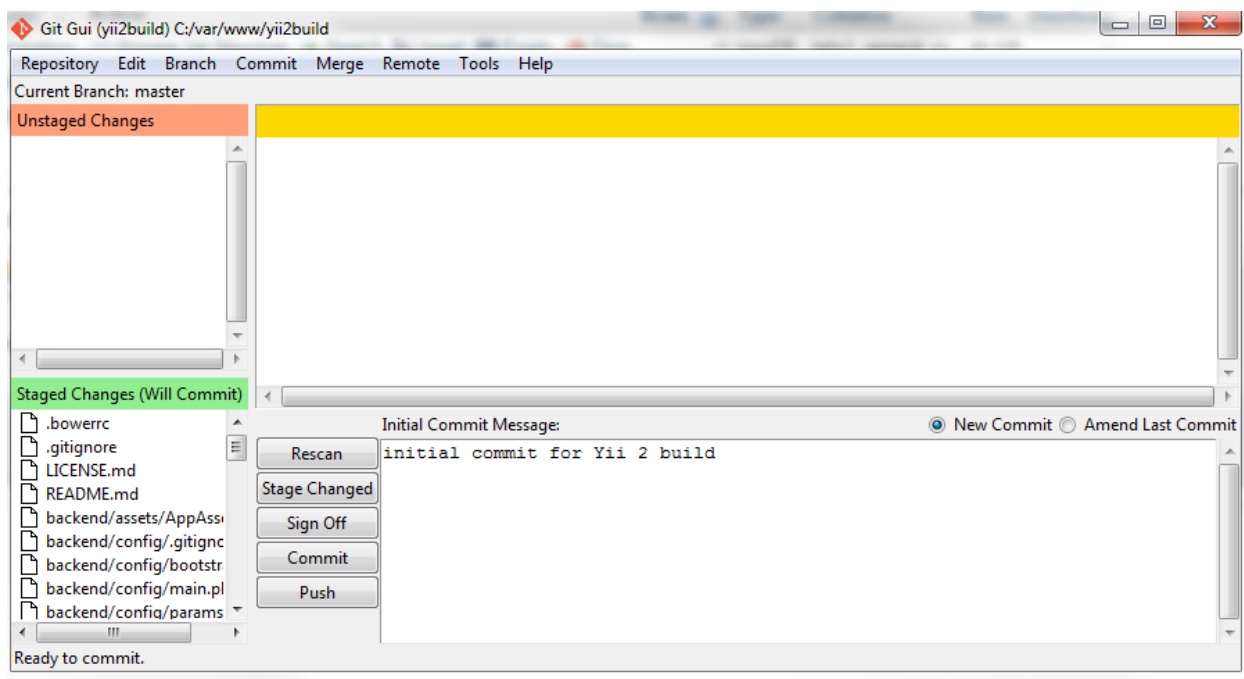 Git Gui (yii2build) C:/var/www/yii2build
Repository Edit Branch Commit Merge Remote Tools Help
Current Branch: master
Unstaged Changes
Staged Changes (Will Commit)
.bowerrc
.gitignore
LICENSE.md
README.md
backend/assets/AppAss
backend/config/.gitignc
backend/config/bootstr
backend/config/main.pl
backend/config/params
Initial Commit Message:
New Commit Amend Last Commit
Rescan
Stage Changed
Sign Off
Commit
Push
initial commit for Yii 2 build
Ready to commit.